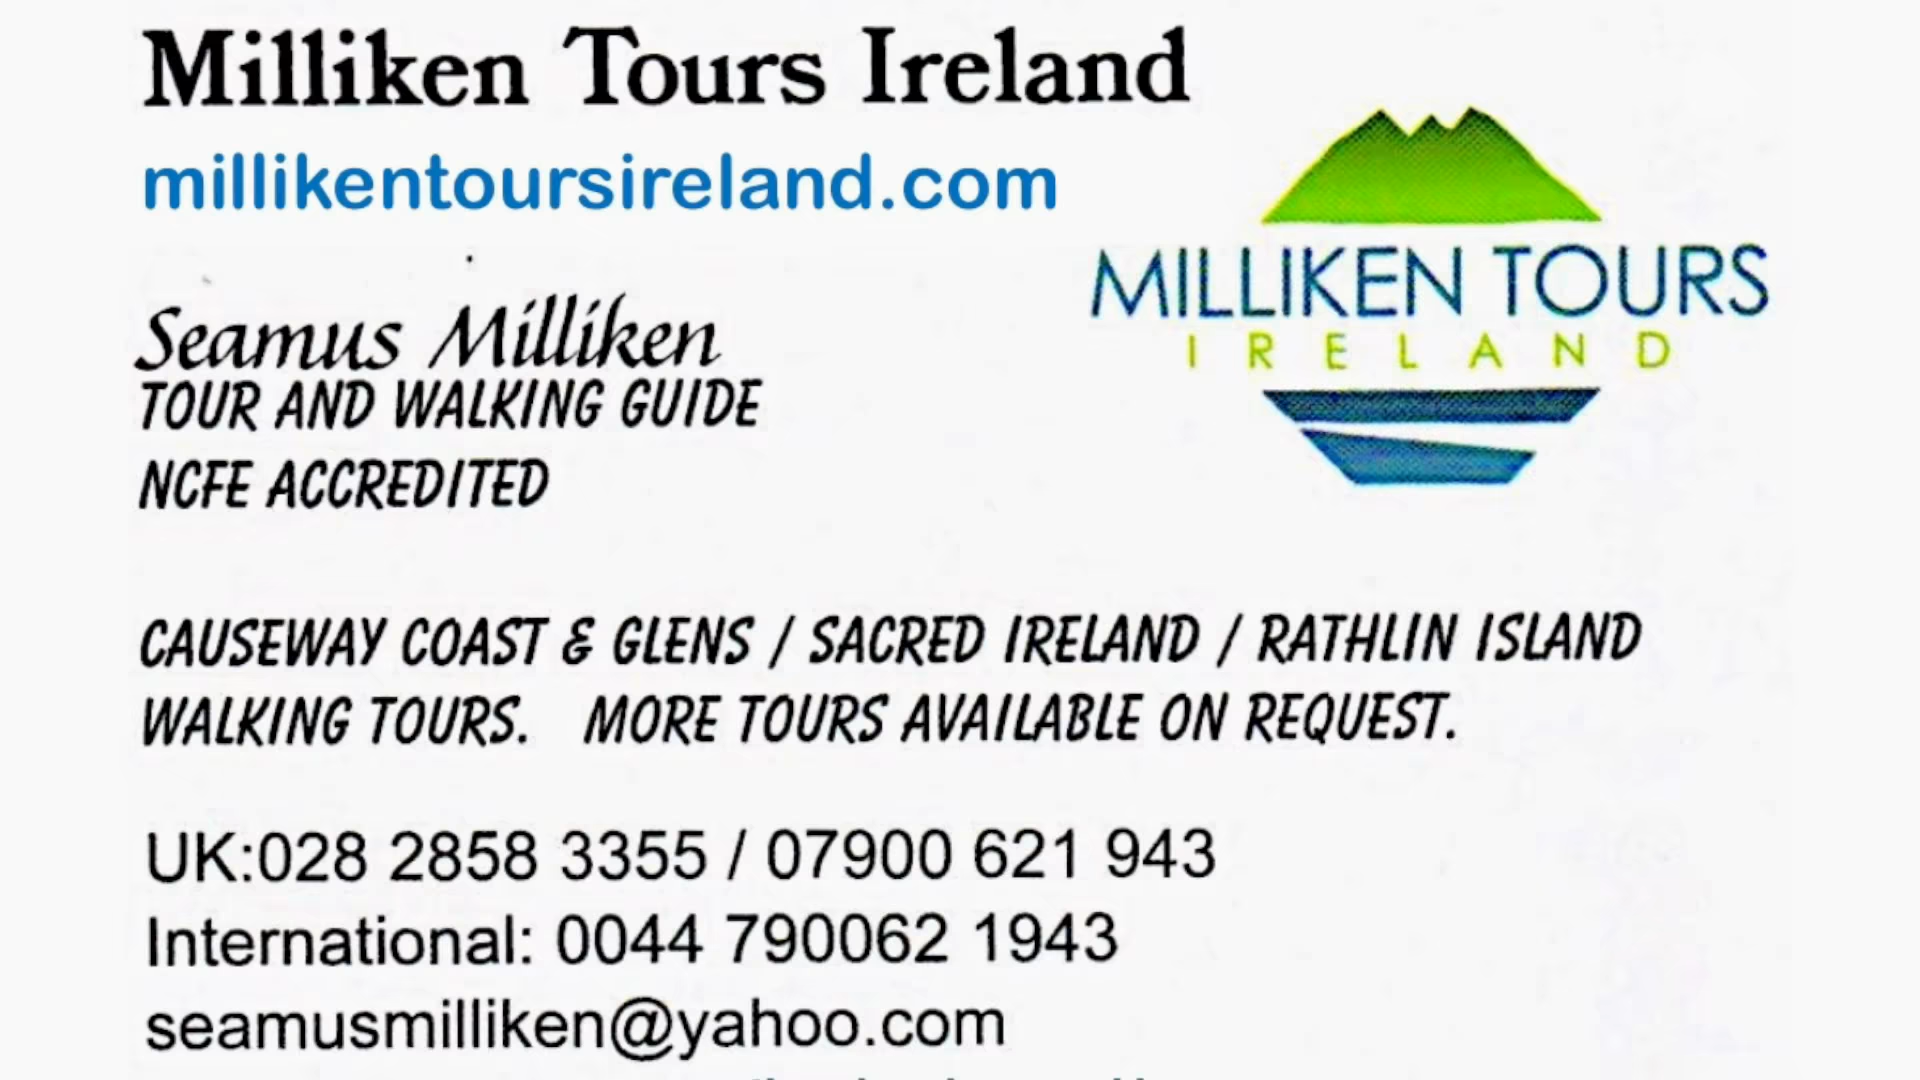 Milliken Tours Ireland
millikentoursireland.com
MILLIKEN TOURS
IRELAND
Seamus Milliken
TOUR AND WALKING GUIDE
NCFE ACCREDITED
CAUSEWAY COAST & GLENS / SACRED IRELAND / RATHLIN ISLAND
WALKING TOURS. MORE TOURS AVAILABLE ON REQUEST.
UK:028 2858 3355 / 07900 621 943
International: 0044 790062 1943
seamusmilliken@yahoo.com